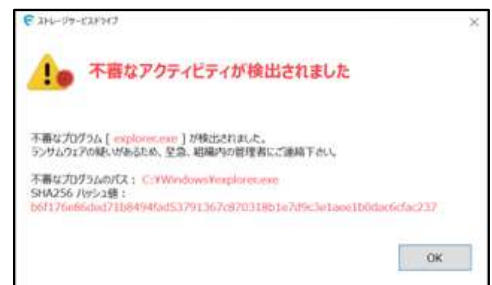 ストレージサービスドライブ
不審なアクティビティが検出されました
不審なプログラム [ explorer.exe ] が検出されました。
ランサムウェアの疑いがあるため、至急、組織内の管理者にご連絡下さい。
不審なプログラムのパス : C:¥Windows¥explorer.exe
SHA256 ハッシュ値 :
OK